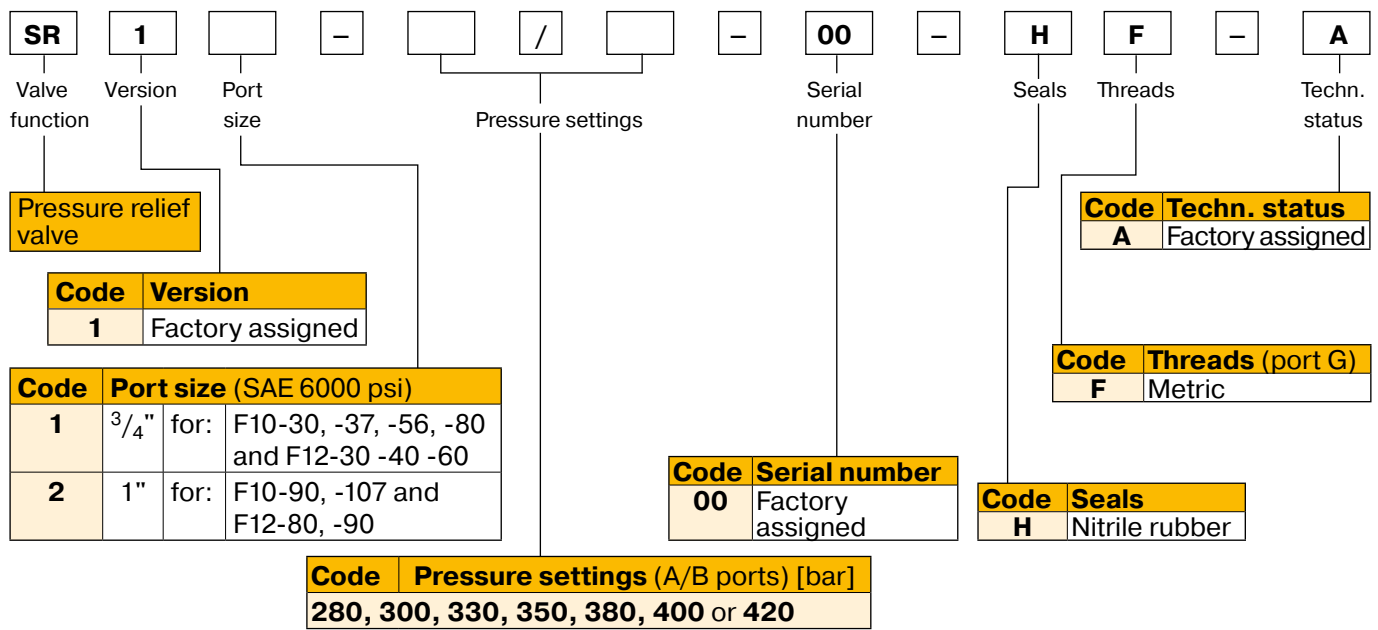 SR 1 – / – 00 – H F – A
Valve Version Port Serial Seals Threads Techn.
function size Pressure settings number status
Pressure relief
valve
Code Techn. status
A Factory assigned
Code Version
1 Factory assigned
Code Threads (port G)
F Metric
Code Port size (SAE 6000 psi)
1 3/4" for: F10-30, -37, -56, -80
and F12-30 -40 -60
2 1" for: F10-90, -107 and
F12-80, -90
Code Serial number
00 Factory
assigned
Code Seals
H Nitrile rubber
Code Pressure settings (A/B ports) [bar]
280, 300, 330, 350, 380, 400 or 420